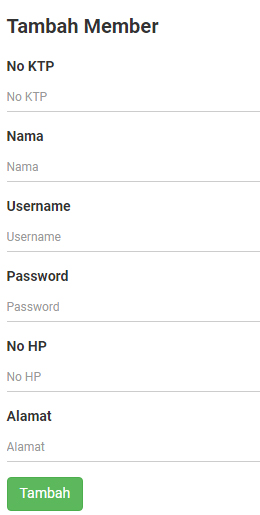 Tambah Member
No KTP
No KTP
Nama
Nama
Username
Username
Password
Password
No HP
No HP
Alamat
Alamat
Tambah